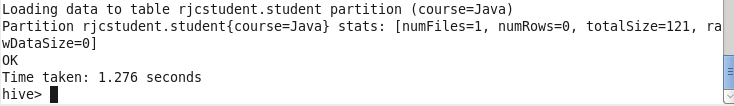 Loading data to table rjcstudent.student partition (course=Java)
Partition rjcstudent.student{course=Java} stats: [numFiles=1, numRows=0, totalSize=121, ra
wDataSize=0]
OK
Time taken: 1.276 seconds
hive>